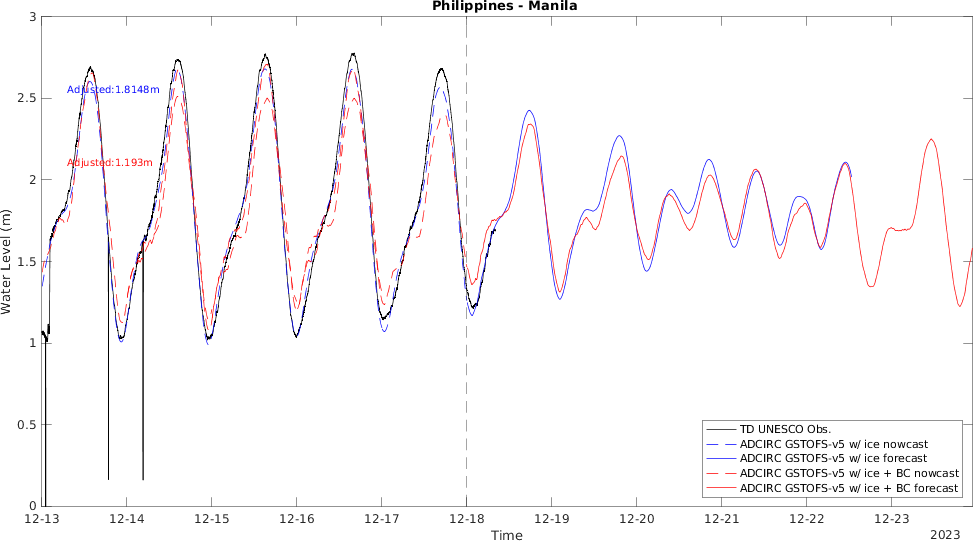 Philippines - Manila
3
2.5
2
1.5
1
0.5
0
Water Level (m)
Adjusted:1.8148m
Adjusted:1.193m
TD UNESCO Obs.
ADCIRC GSTOFS-v5 w/ ice nowcast
ADCIRC GSTOFS-v5 w/ ice forecast
ADCIRC GSTOFS-v5 w/ ice + BC nowcast
ADCIRC GSTOFS-v5 w/ ice + BC forecast
12-13 12-14 12-15 12-16 12-17 12-18 12-19 12-20 12-21 12-22 12-23
Time
2023